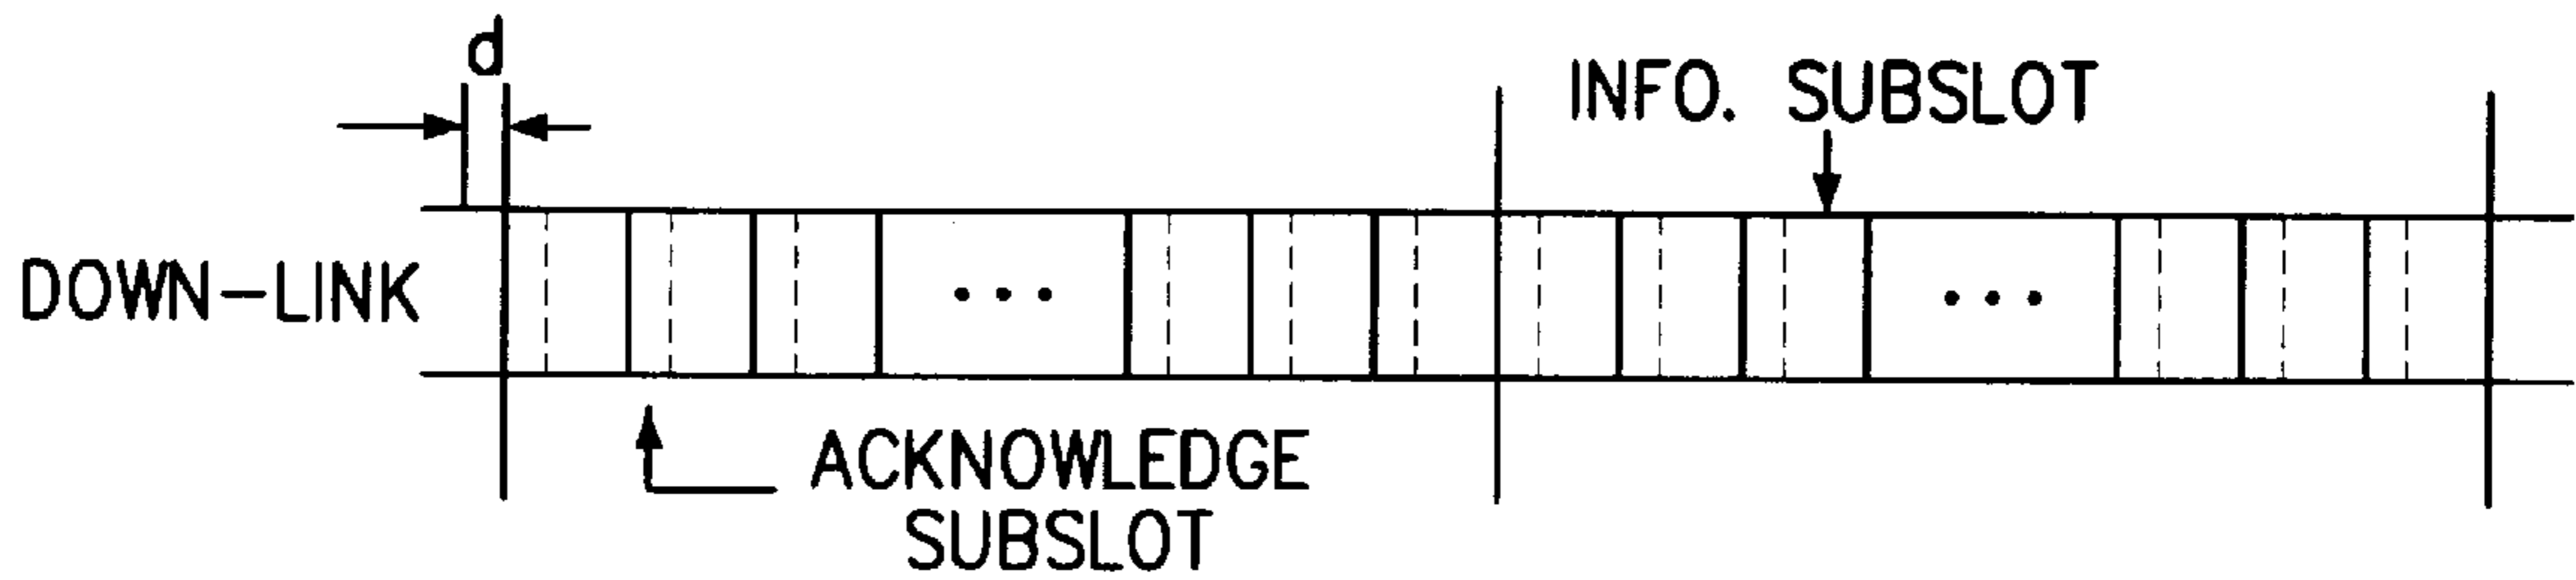 d
INFO. SUBSLOT
DOWN-LINK
• • •
• • •
ACKNOWLEDGE
SUBSLOT